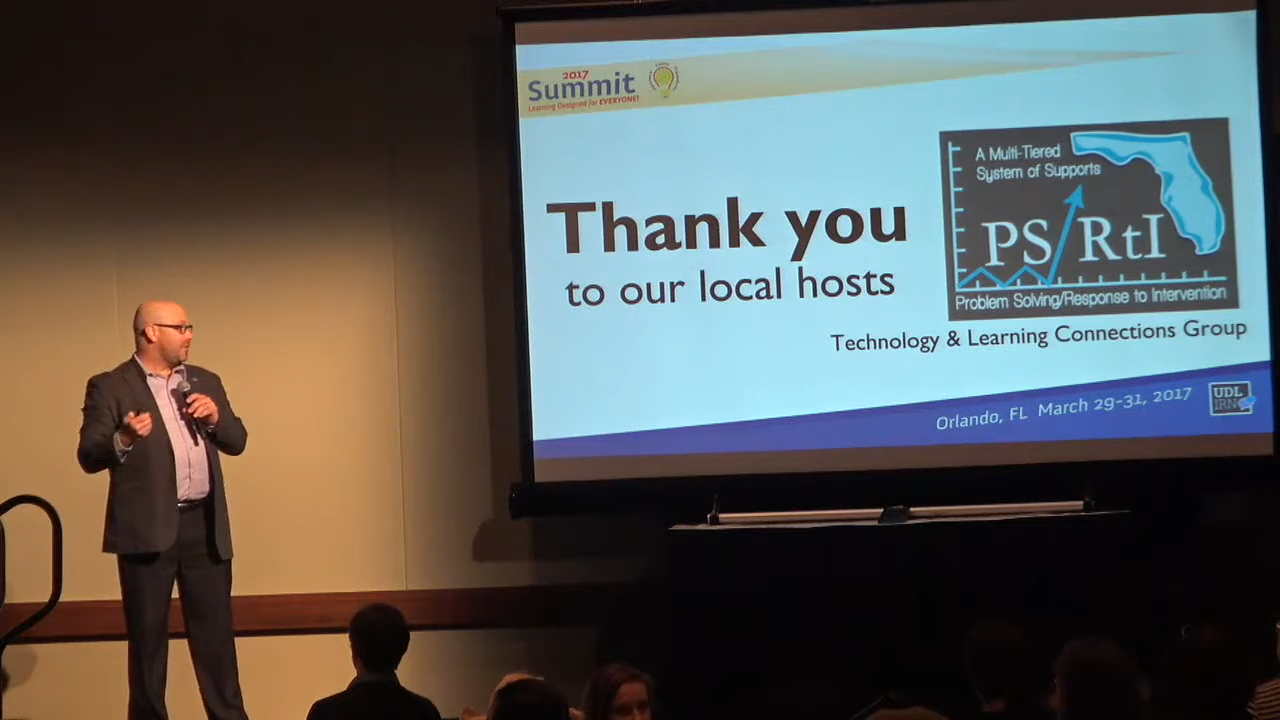 2017
Summit
Learning Designed for EVERYONE!
Thank you
to our local hosts
A Multi-Tiered
System of Supports
PS/RtI
Problem Solving/Response to Intervention
Technology & Learning Connections Group
Orlando, FL March 29-31, 2017
UDL
IRN